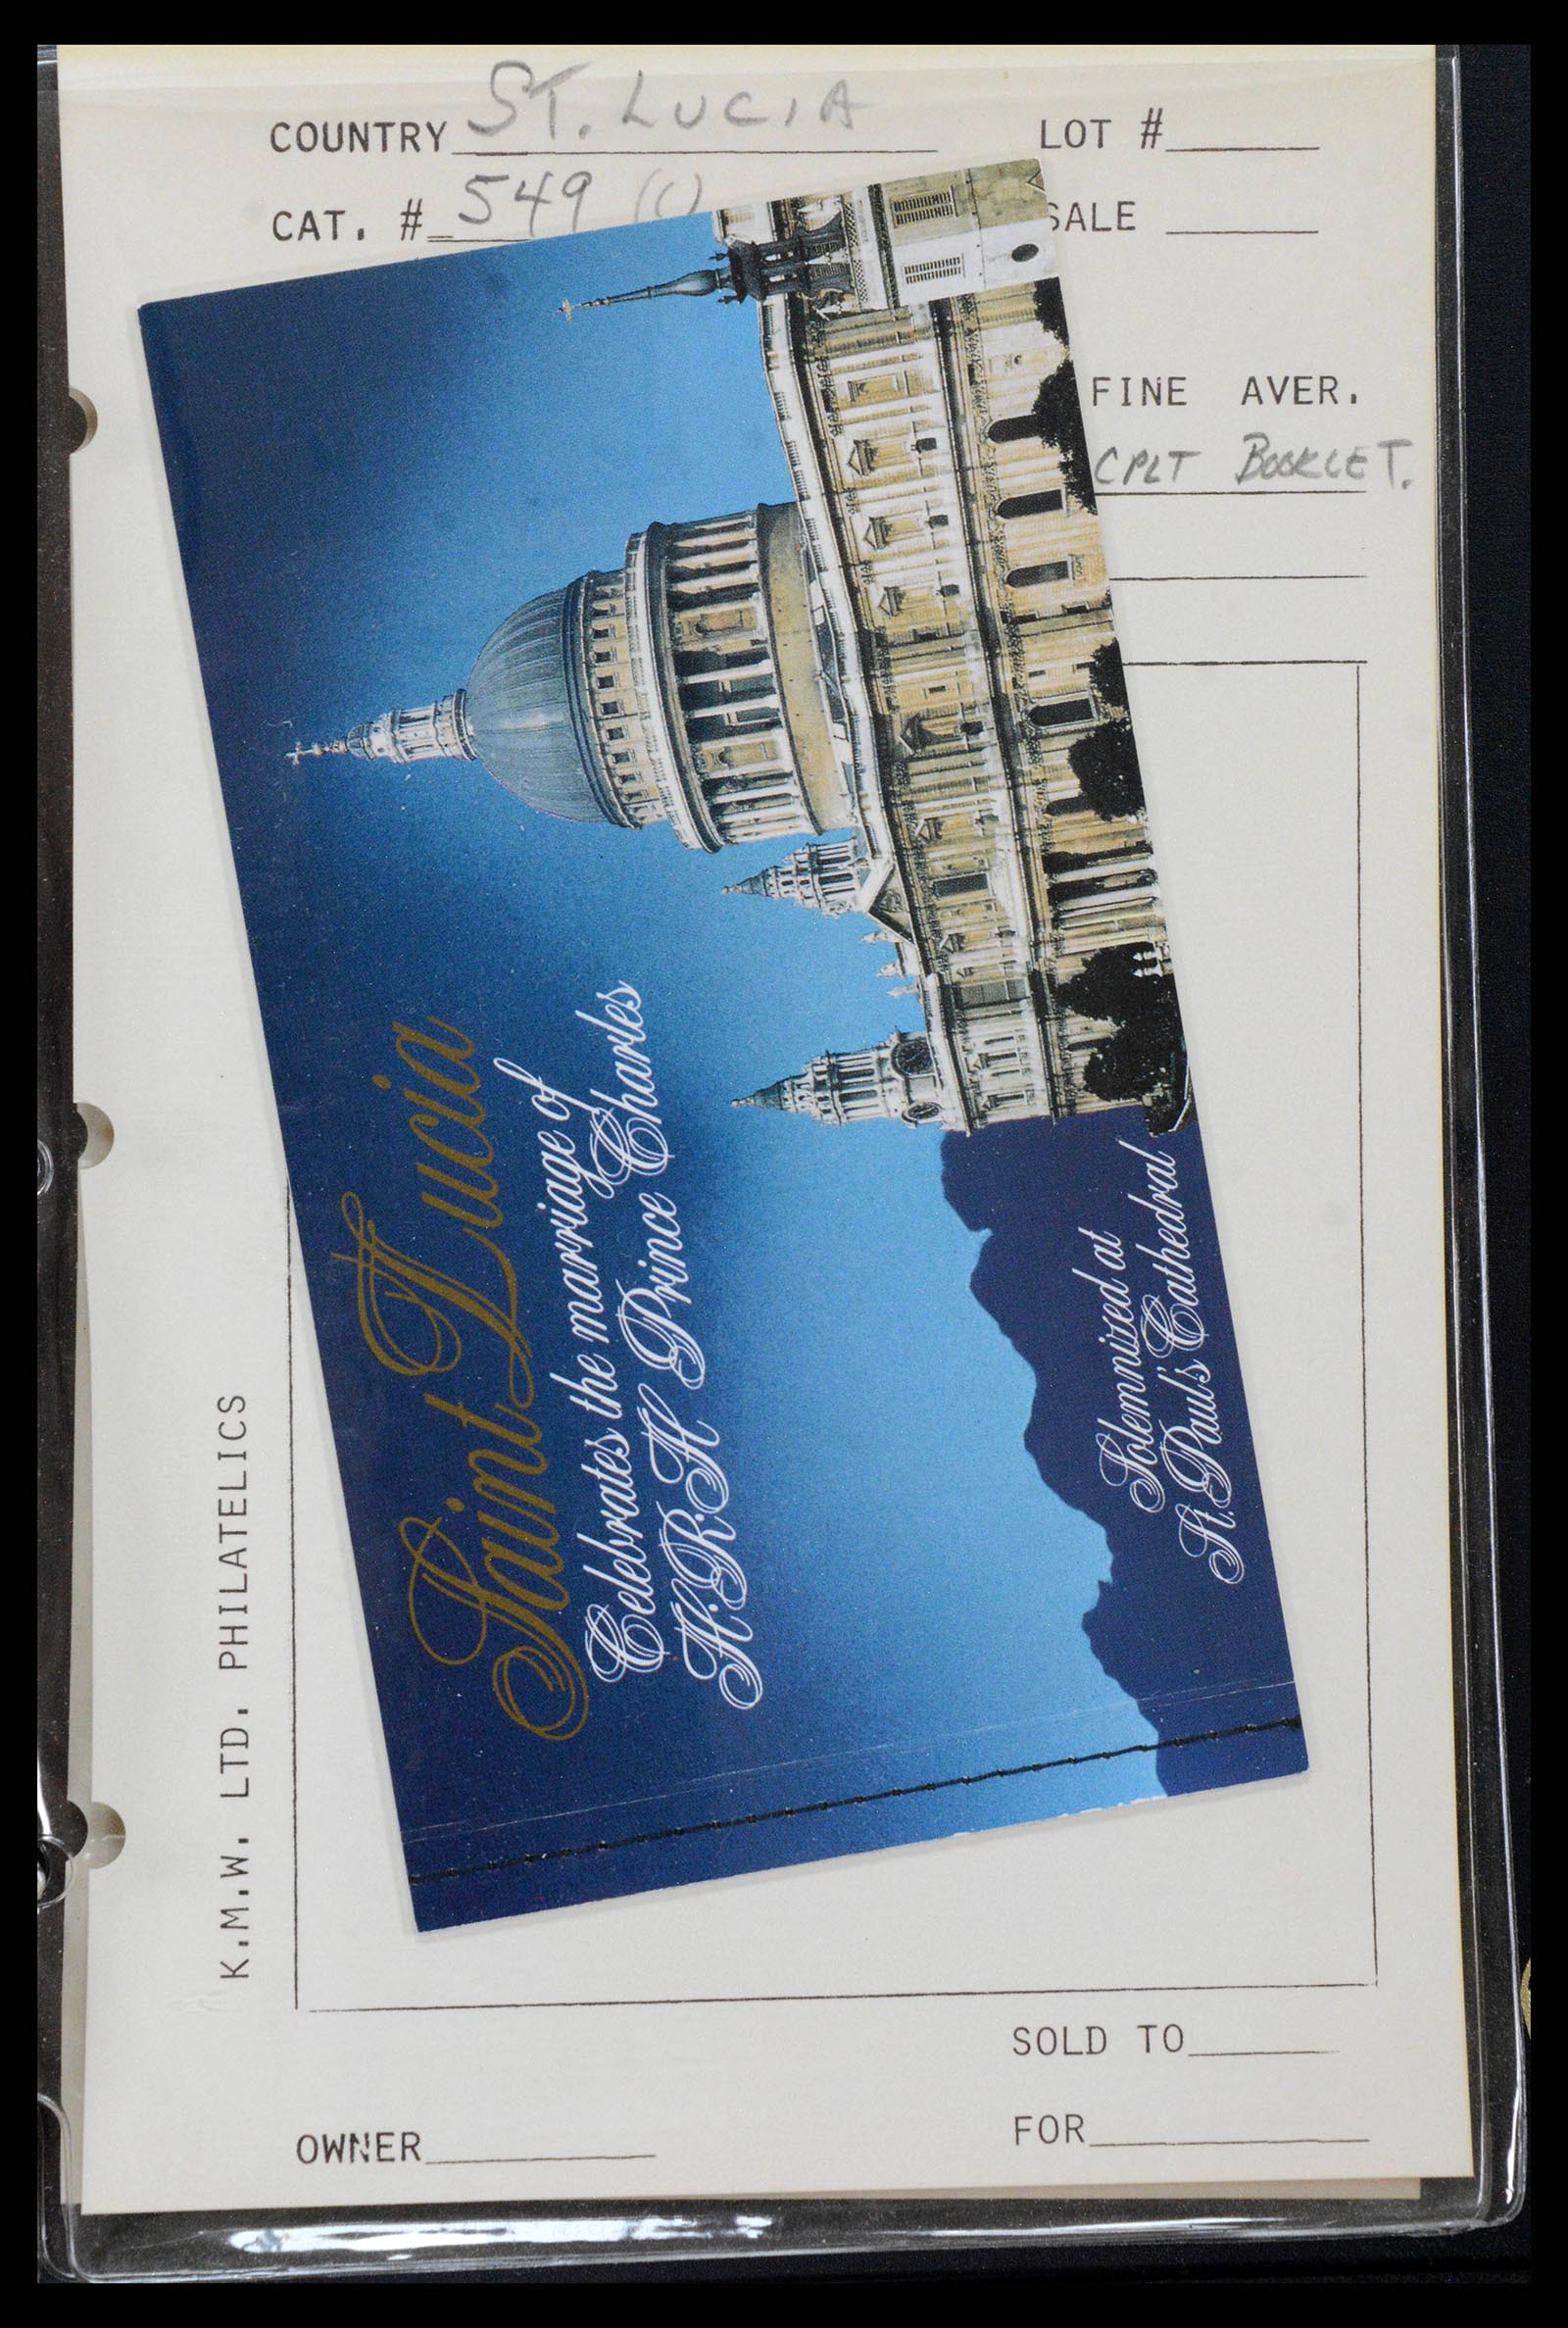 COUNTRY ST. LUCIA LOT #
CAT. # 549 (C) SALE
FINE AVER.
CPLT BOOKLET.
Saint Lucia
Celebrates the marriage of
H.R.H Prince Charles
Solemnized at
St. Paul's Cathedral
K.M.W. LTD. PHILATELICS
SOLD TO
OWNER FOR